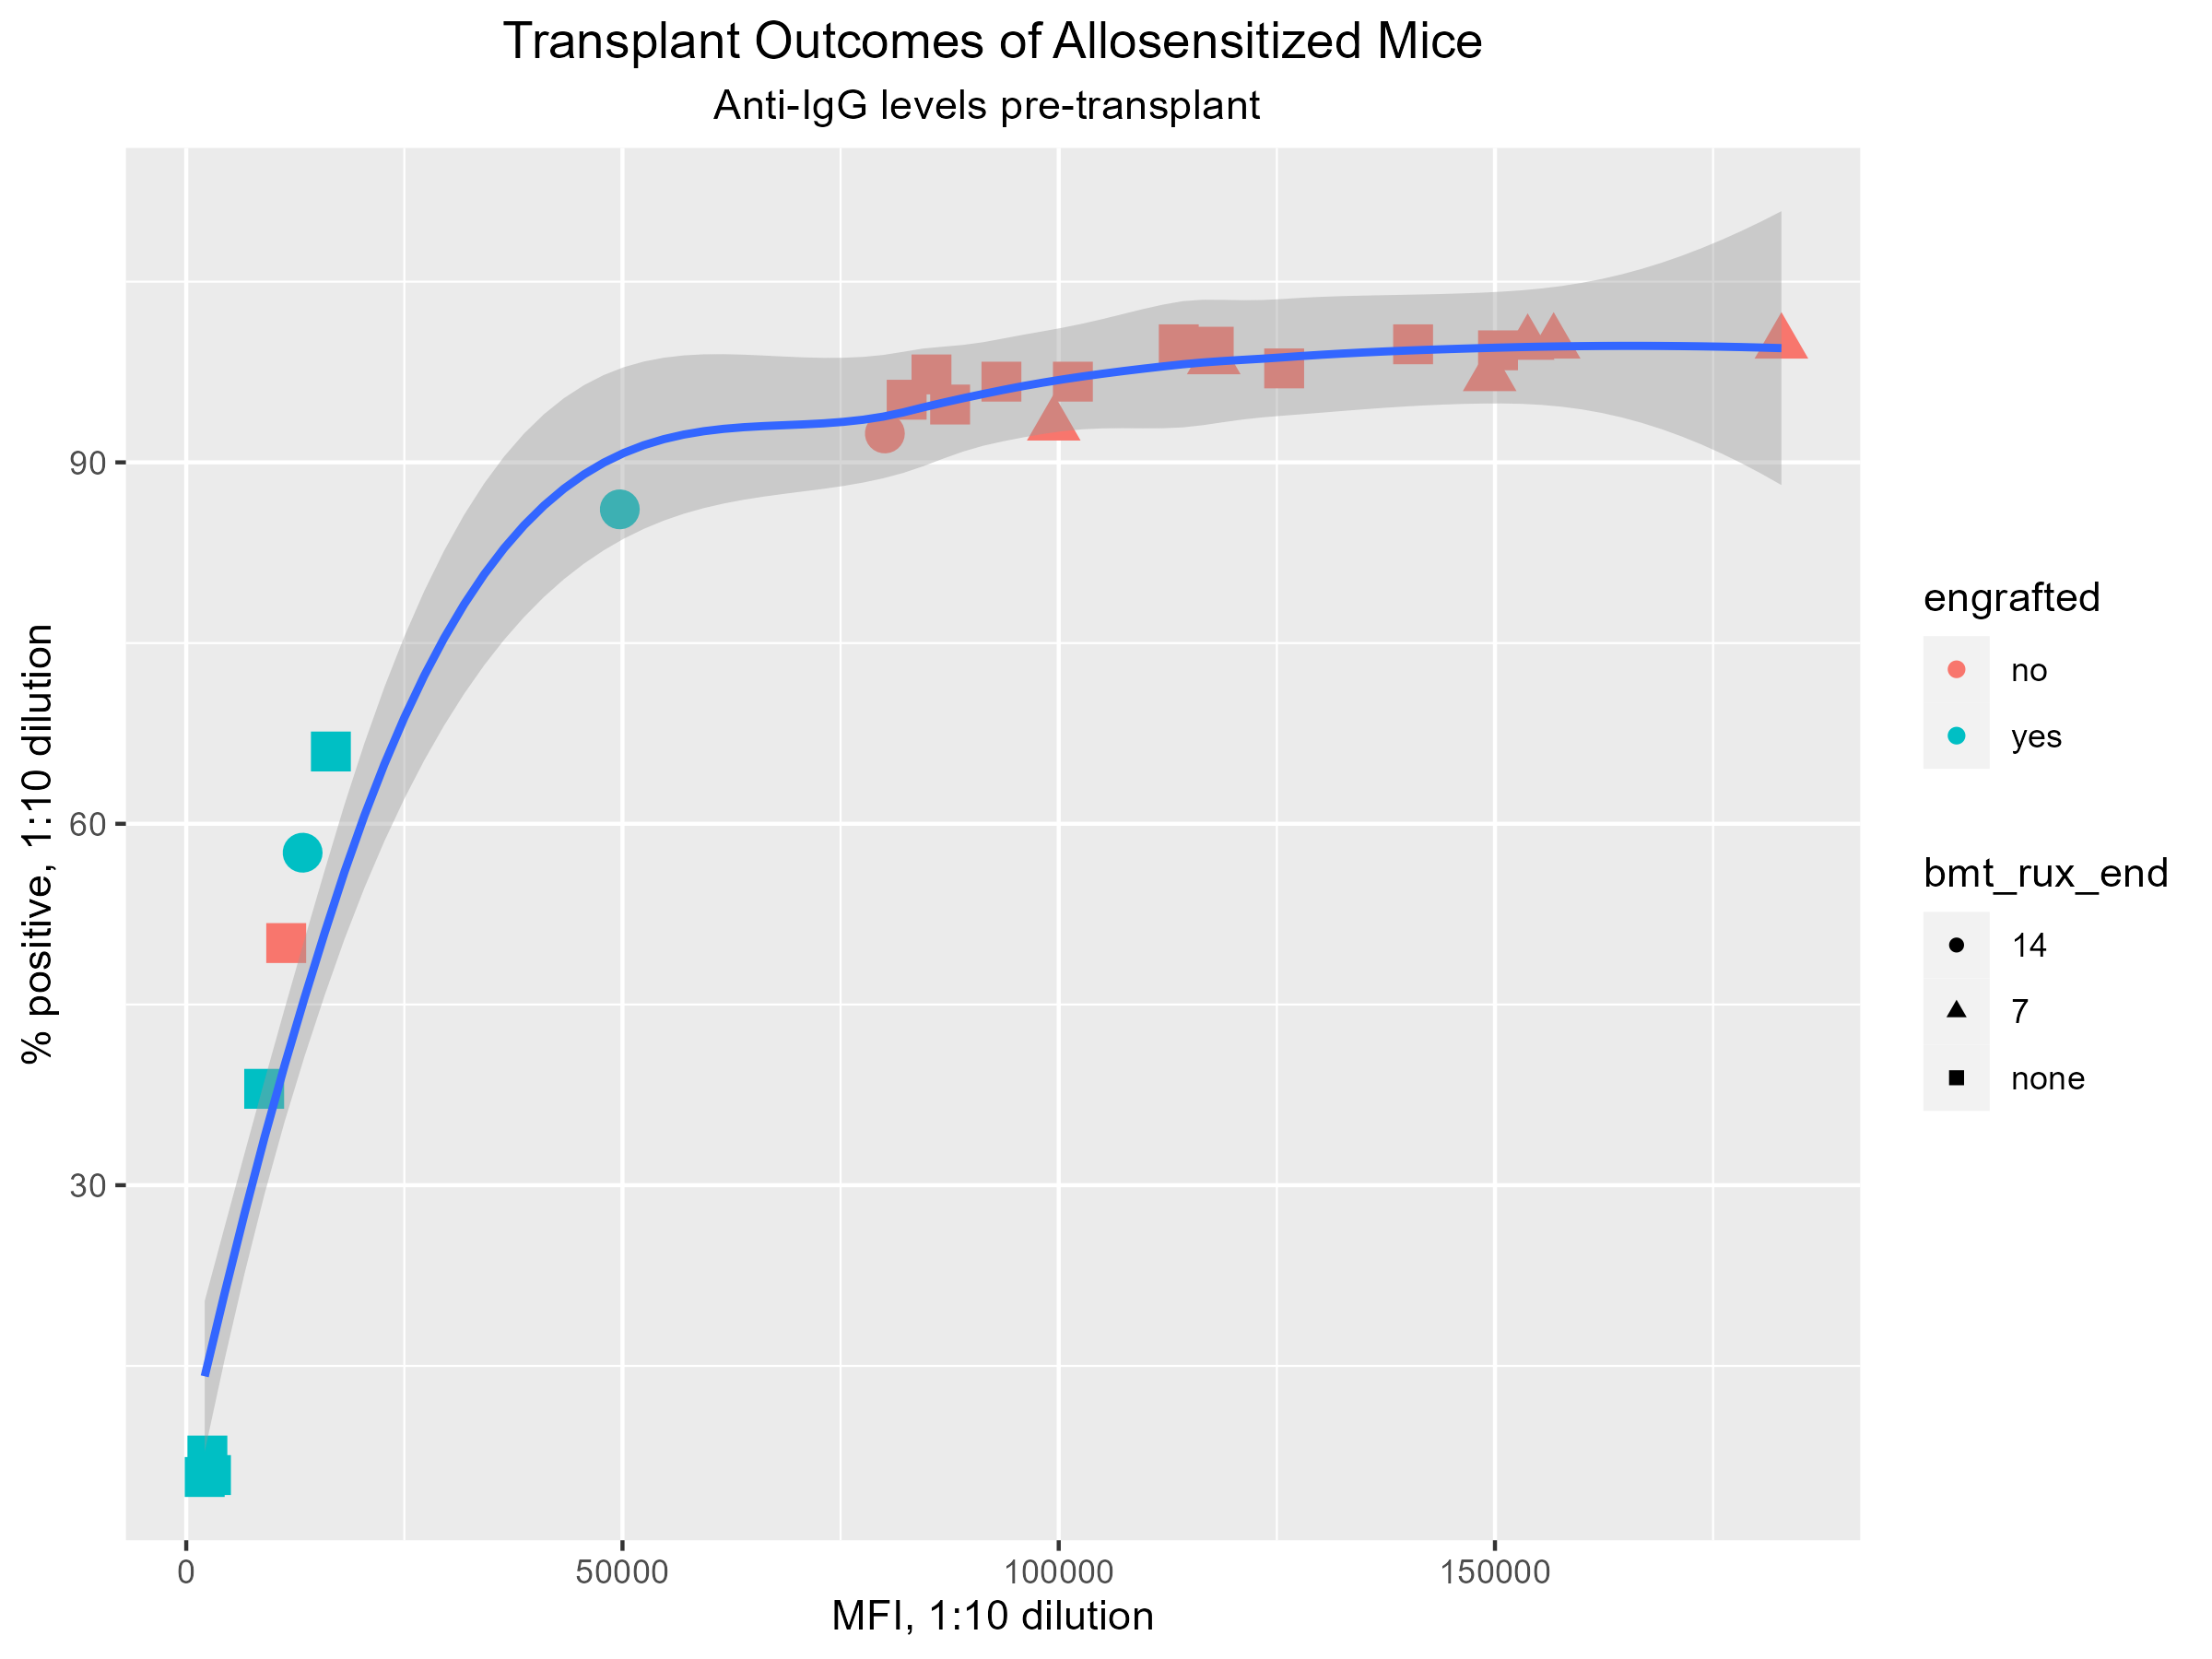 Transplant Outcomes of Allosensitized Mice
Anti-IgG levels pre-transplant
% positive, 1:10 dilution
90
60
30
0
50000
100000
150000
MFI, 1:10 dilution
engrafted
no
yes
bmt_rux_end
14
7
none